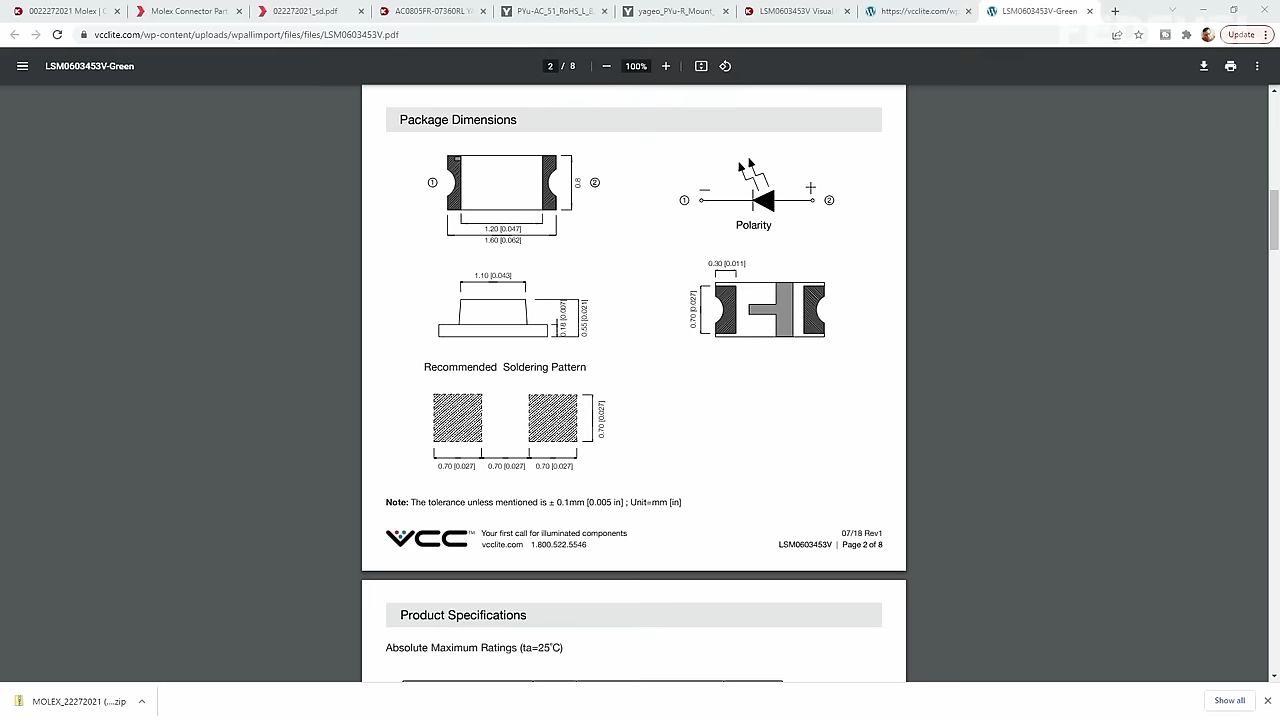 0022272021 Molex | C
Molex Connector Part
022272021_sd.pdf
AC0805FR-07360RL YA
PYu-AC_51_RoHS_L_8
yageo_PYu-R_Mount_
LSM0603453V Visual
https://vcclite.com/wp
LSM0603453V-Green
vcclite.com/wp-content/uploads/wpallimport/files/files/LSM0603453V.pdf
Update
LSM0603453V-Green
2 / 8
100%
Package Dimensions
1
2
0.8
1.20 [0.047]
1.60 [0.062]
1
−
+
2
Polarity
1.10 [0.043]
0.18 [0.007]
0.55 [0.021]
0.30 [0.011]
0.70 [0.027]
Recommended Soldering Pattern
0.70 [0.027]
0.70 [0.027] 0.70 [0.027] 0.70 [0.027]
Note: The tolerance unless mentioned is ± 0.1mm [0.005 in] ; Unit=mm [in]
VCC™
Your first call for illuminated components
vcclite.com 1.800.522.5546
07/18 Rev1
LSM0603453V | Page 2 of 8
Product Specifications
Absolute Maximum Ratings (ta=25°C)
MOLEX_22272021 (....zip
Show all